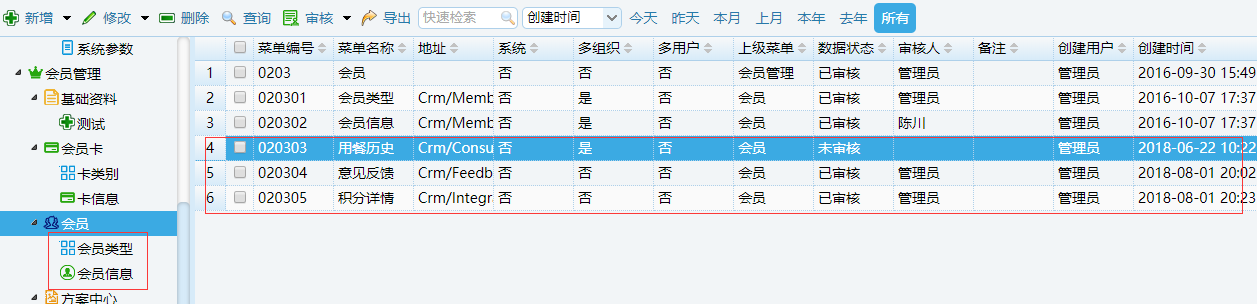 新增 修改 删除 查询 审核 导出 快速检索 创建时间 今天 昨天 本月 上月 本年 去年 所有
系统参数
会员管理
基础资料
测试
会员卡
卡类别
卡信息
会员
会员类型
会员信息
方案中心
菜单编号 菜单名称 地址 系统 多组织 多用户 上级菜单 数据状态 审核人 备注 创建用户 创建时间
1 0203 会员 否 否 否 会员管理 已审核 管理员 管理员 2016-09-30 15:49
2 020301 会员类型 Crm/Memb 否 是 否 会员 已审核 管理员 管理员 2016-10-07 17:37
3 020302 会员信息 Crm/Memb 否 是 否 会员 已审核 陈川 管理员 2016-10-07 17:37
4 020303 用餐历史 Crm/Consu 否 是 否 会员 未审核 管理员 2018-06-22 10:22
5 020304 意见反馈 Crm/Feedb 否 否 否 会员 已审核 管理员 管理员 2018-08-01 20:02
6 020305 积分详情 Crm/Integr 否 否 否 会员 已审核 管理员 管理员 2018-08-01 20:23